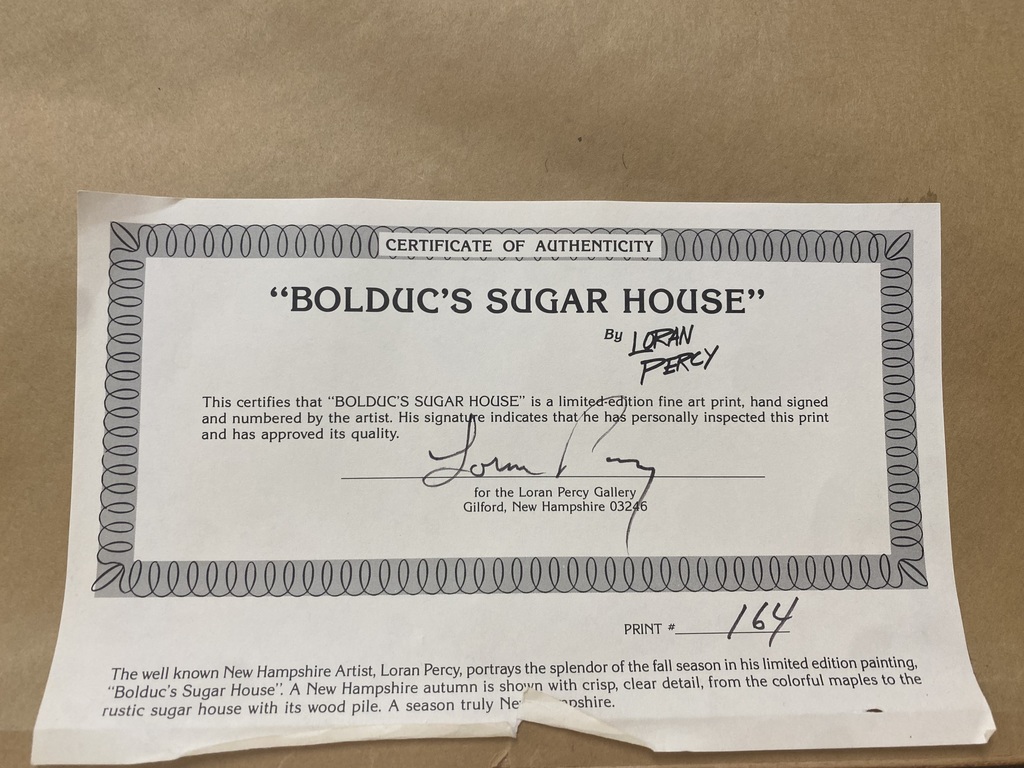 CERTIFICATE OF AUTHENTICITY
“BOLDUC’S SUGAR HOUSE”
By LORAN
PERCY
This certifies that “BOLDUC’S SUGAR HOUSE” is a limited-edition fine art print, hand signed
and numbered by the artist. His signature indicates that he has personally inspected this print
and has approved its quality.
Loran Percy
for the Loran Percy Gallery
Gilford, New Hampshire 03246
PRINT # 164
The well known New Hampshire Artist, Loran Percy, portrays the splendor of the fall season in his limited edition painting,
“Bolduc’s Sugar House”. A New Hampshire autumn is shown with crisp, clear detail, from the colorful maples to the
rustic sugar house with its wood pile. A season truly